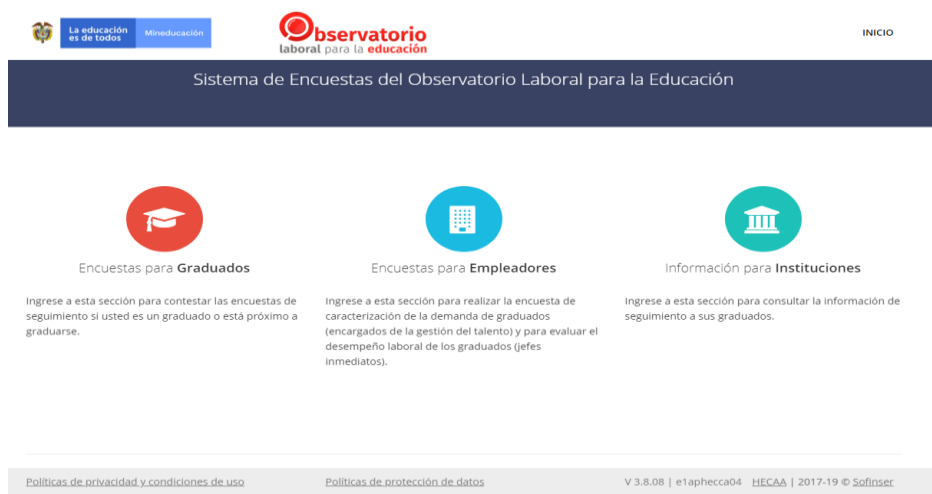 La educación
es de todos
Mineducación
Observatorio
laboral para la educación
INICIO
Sistema de Encuestas del Observatorio Laboral para la Educación
Encuestas para Graduados
Ingrese a esta sección para contestar las encuestas de
seguimiento si usted es un graduado o está próximo a
graduarse.
Encuestas para Empleadores
Ingrese a esta sección para realizar la encuesta de
caracterización de la demanda de graduados
(encargados de la gestión del talento) y para evaluar el
desempeño laboral de los graduados (jefes
inmediatos).
Información para Instituciones
Ingrese a esta sección para consultar la información de
seguimiento a sus graduados.
Políticas de privacidad y condiciones de uso
Políticas de protección de datos
V 3.8.08 | e1aphecca04 HECAA | 2017-19 © Sofinser